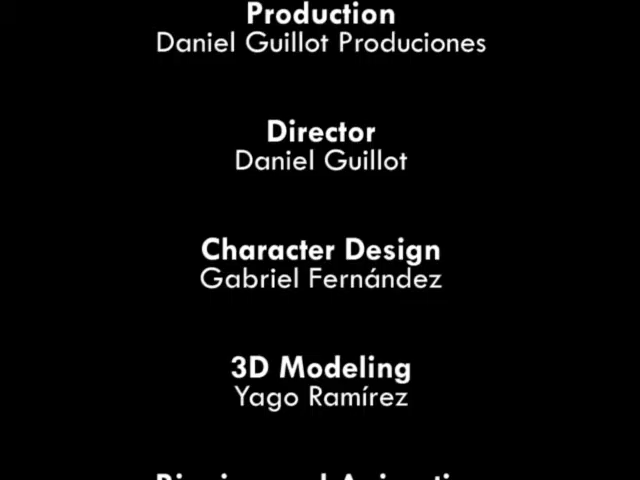 Production
Daniel Guillot Produciones
Director
Daniel Guillot
Character Design
Gabriel Fernández
3D Modeling
Yago Ramírez